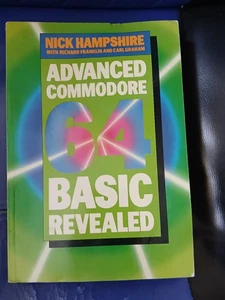 NICK HAMPSHIRE
WITH RICHARD FRANKLIN AND CARL GRAHAM
ADVANCED
COMMODORE
64
BASIC
REVEALED